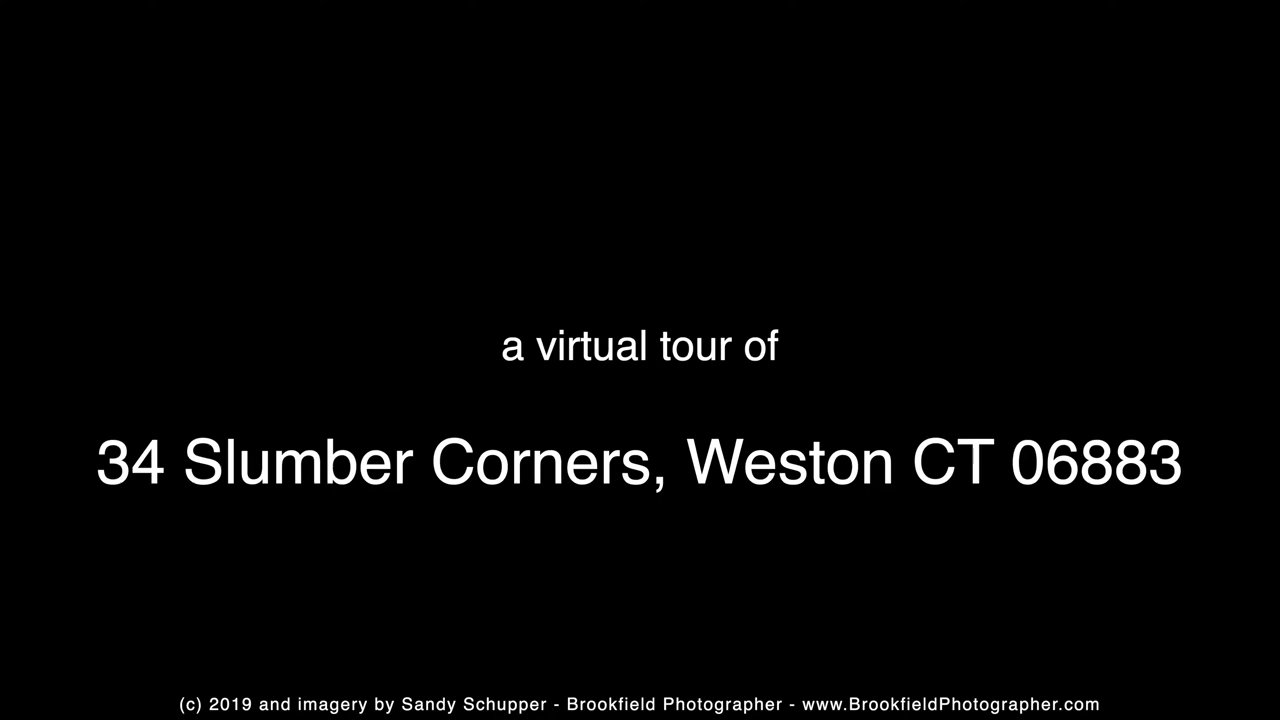 a virtual tour of
34 Slumber Corners, Weston CT 06883
(c) 2019 and imagery by Sandy Schupper - Brookfield Photographer - www.BrookfieldPhotographer.com